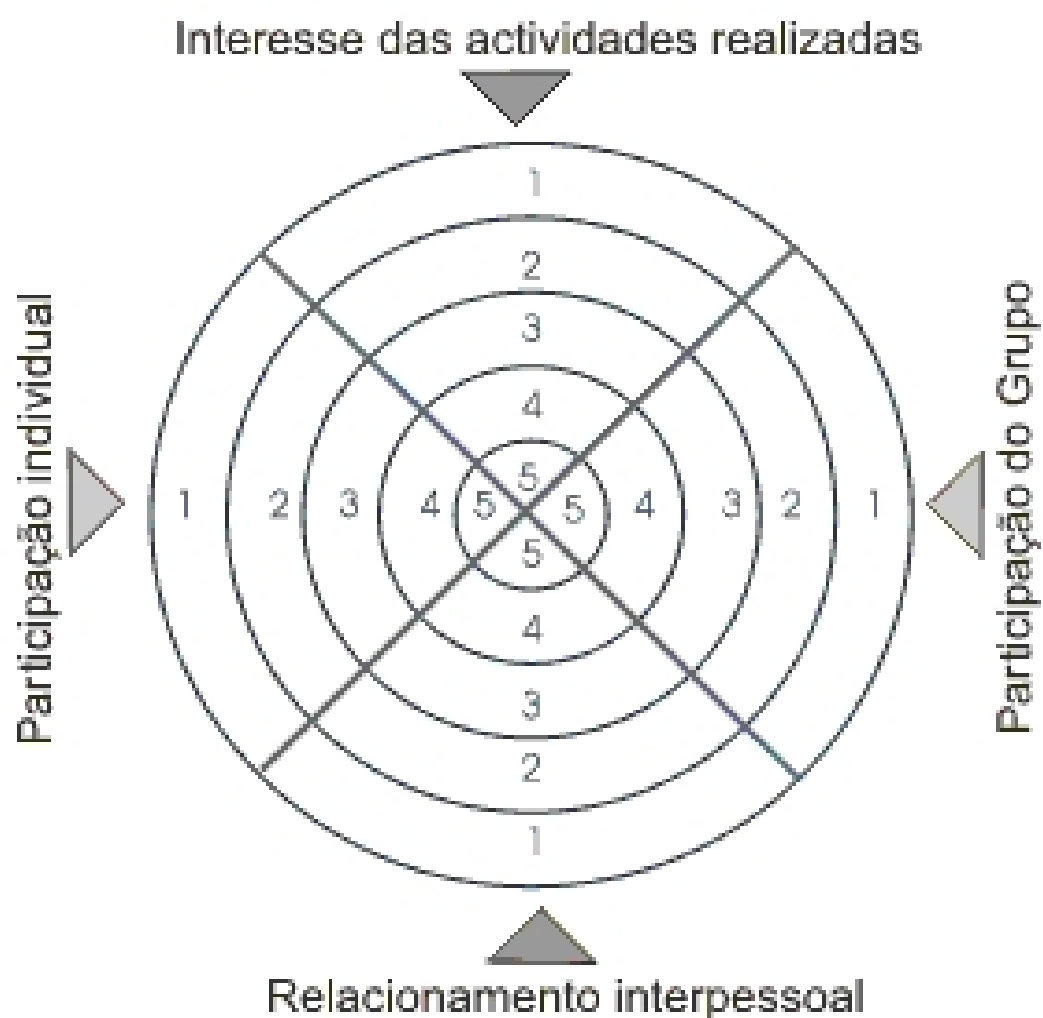 Interesse das actividades realizadas
1
2
3
4
5
Participação individual
1 2 3 4 5 5 4 3 2 1
Participação do Grupo
5
4
3
2
1
Relacionamento interpessoal